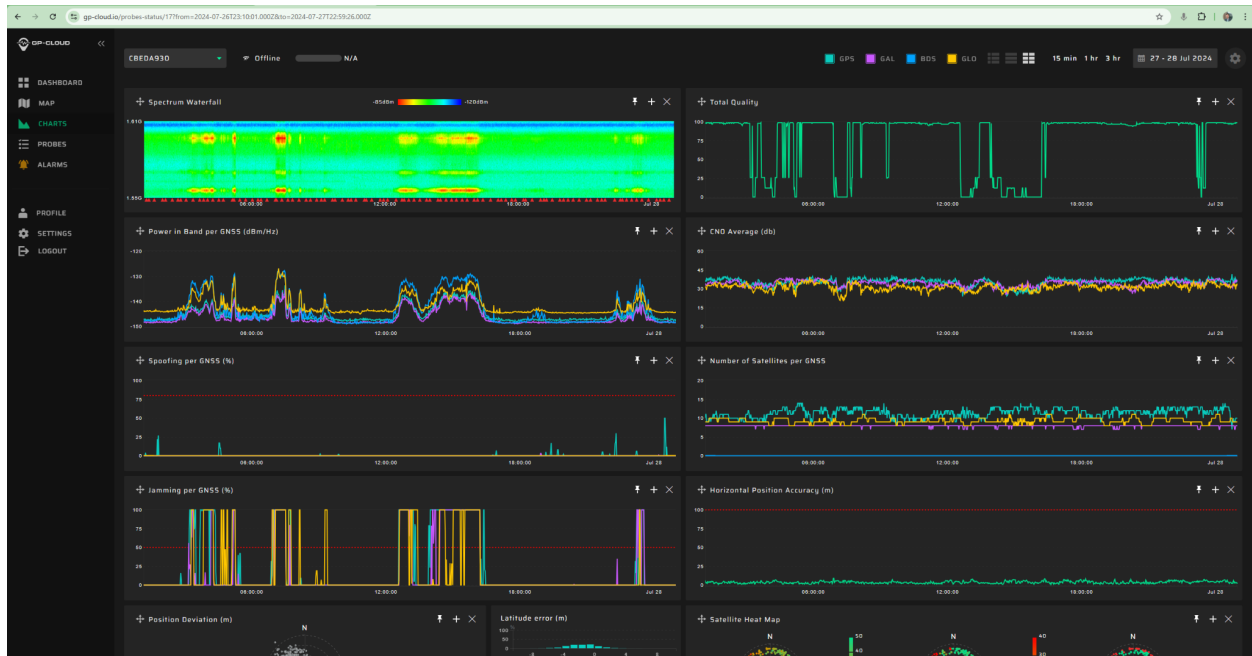 gp-cloud.io/probes-status/17?from=2024-07-26T23:10:01.000Z&to=2024-07-27T22:59:26.000Z
GP-CLOUD
DASHBOARD
MAP
CHARTS
PROBES
ALARMS
PROFILE
SETTINGS
LOGOUT
CBEDA93D
Offline
N/A
GPS
GAL
BDS
GLO
15 min 1 hr 3 hr
27 - 28 Jul 2024
Spectrum Waterfall
-85dBm
-120dBm
1.61G
1.55G
06:00:00
12:00:00
18:00:00
Jul 28
Total Quality
100
75
50
25
0
06:00:00
12:00:00
18:00:00
Jul 28
Power in Band per GNSS (dBm/Hz)
-120
-130
-140
-150
06:00:00
12:00:00
18:00:00
Jul 28
CNO Average (db)
60
45
30
15
0
06:00:00
12:00:00
18:00:00
Jul 28
Spoofing per GNSS (%)
100
75
50
25
0
06:00:00
12:00:00
18:00:00
Jul 28
Number of Satellites per GNSS
20
15
10
5
0
06:00:00
12:00:00
18:00:00
Jul 28
Jamming per GNSS (%)
100
75
50
25
0
06:00:00
12:00:00
18:00:00
Jul 28
Horizontal Position Accuracy (m)
100
75
50
25
0
06:00:00
12:00:00
18:00:00
Jul 28
Position Deviation (m)
N
Latitude error (m)
100
50
0
0
Satellite Heat Map
N
50
40
N
40
30
N